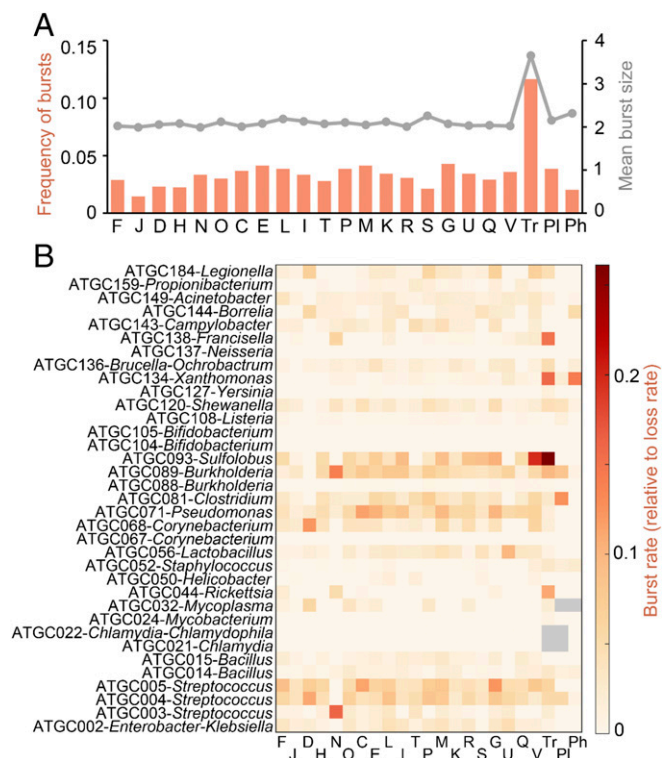 A
0.15
0.10
0.05
0
Frequency of bursts
4
3
2
1
0
Mean burst size
F J D H N O C E L I T P M K R S G U Q V Tr Pl Ph
B
ATGC184-Legionella
ATGC159-Propionibacterium
ATGC149-Acinetobacter
ATGC144-Borrelia
ATGC143-Campylobacter
ATGC138-Francisella
ATGC137-Neisseria
ATGC136-Brucella-Ochrobactrum
ATGC134-Xanthomonas
ATGC127-Yersinia
ATGC120-Shewanella
ATGC108-Listeria
ATGC105-Bifidobacterium
ATGC104-Bifidobacterium
ATGC093-Sulfolobus
ATGC089-Burkholderia
ATGC088-Burkholderia
ATGC081-Clostridium
ATGC071-Pseudomonas
ATGC068-Corynebacterium
ATGC067-Corynebacterium
ATGC056-Lactobacillus
ATGC052-Staphylococcus
ATGC050-Helicobacter
ATGC044-Rickettsia
ATGC032-Mycoplasma
ATGC024-Mycobacterium
ATGC022-Chlamydia-Chlamydophila
ATGC021-Chlamydia
ATGC015-Bacillus
ATGC014-Bacillus
ATGC005-Streptococcus
ATGC004-Streptococcus
ATGC003-Streptococcus
ATGC002-Enterobacter-Klebsiella
F J D H N O C E L I T P M K R S G U Q V Tr Pl Ph
0.2
0.1
0
Burst rate (relative to loss rate)